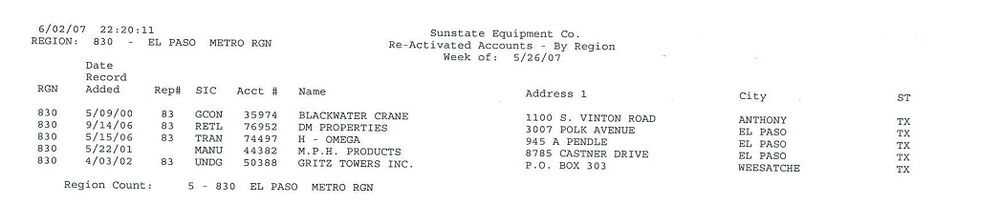 6/02/07 22:20:11 Sunstate Equipment Co.
REGION: 830 - EL PASO METRO RGN Re-Activated Accounts - By Region
Week of: 5/26/07
Date
Record
RGN Added Rep# SIC Acct # Name Address 1 City ST
830 5/09/00 83 GCON 35974 BLACKWATER CRANE 1100 S. VINTON ROAD ANTHONY TX
830 9/14/06 83 RETL 76952 DM PROPERTIES 3007 POLK AVENUE EL PASO TX
830 5/15/06 83 TRAN 74497 H - OMEGA 945 A PENDLE EL PASO TX
830 5/22/01 MANU 44382 M.P.H. PRODUCTS 8785 CASTNER DRIVE EL PASO TX
830 4/03/02 83 UNDG 50388 GRITZ TOWERS INC. P.O. BOX 303 WEESATCHE TX
Region Count: 5 - 830 EL PASO METRO RGN